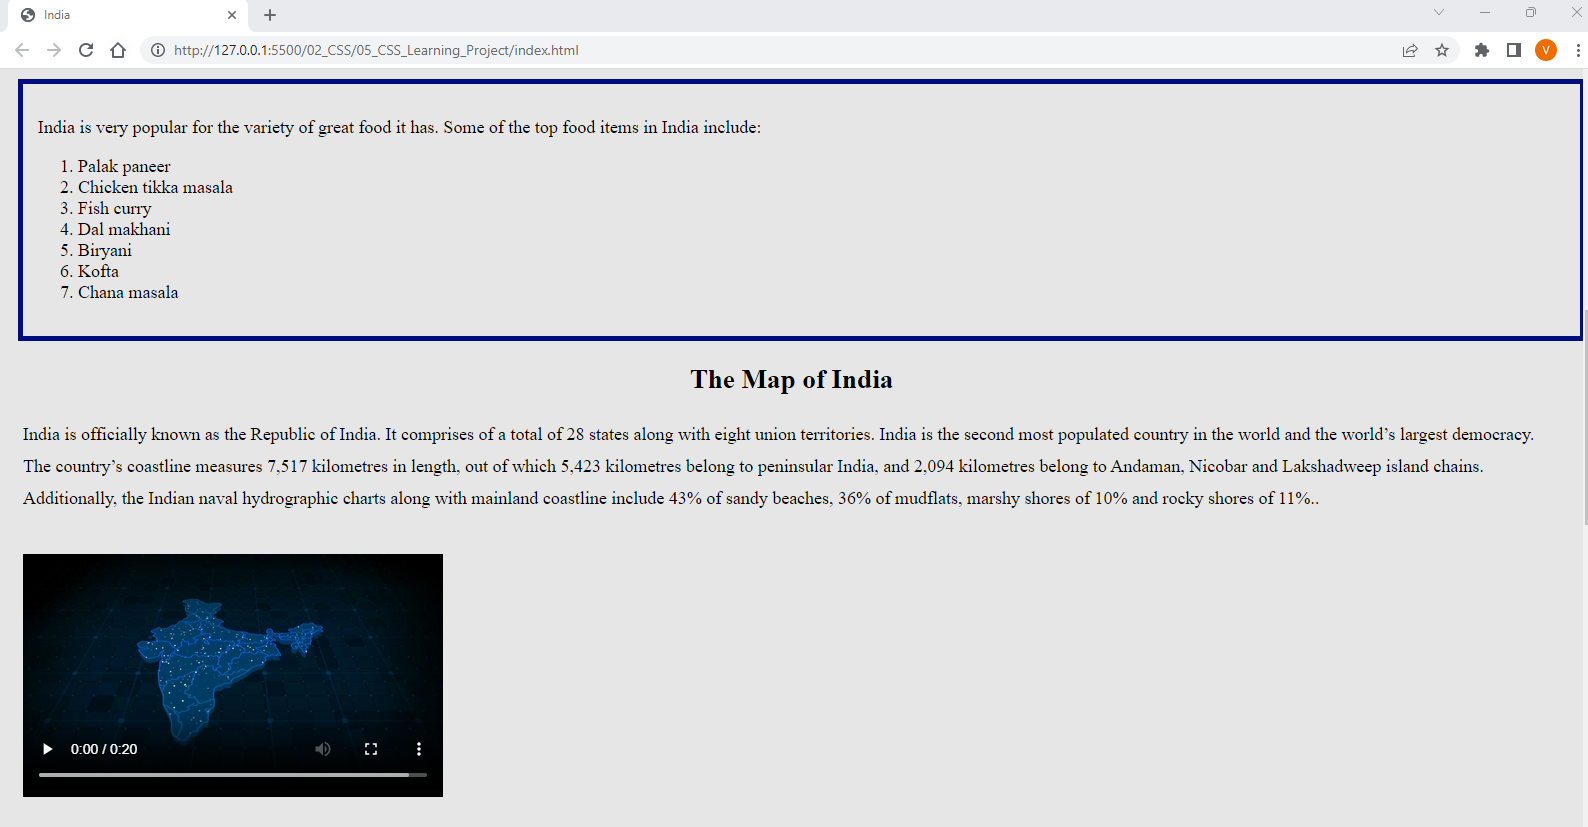 India
http://127.0.0.1:5500/02_CSS/05_CSS_Learning_Project/index.html
V
India is very popular for the variety of great food it has. Some of the top food items in India include:
1. Palak paneer
2. Chicken tikka masala
3. Fish curry
4. Dal makhani
5. Biryani
6. Kofta
7. Chana masala
The Map of India
India is officially known as the Republic of India. It comprises of a total of 28 states along with eight union territories. India is the second most populated country in the world and the world’s largest democracy.
The country’s coastline measures 7,517 kilometres in length, out of which 5,423 kilometres belong to peninsular India, and 2,094 kilometres belong to Andaman, Nicobar and Lakshadweep island chains.
Additionally, the Indian naval hydrographic charts along with mainland coastline include 43% of sandy beaches, 36% of mudflats, marshy shores of 10% and rocky shores of 11%..
0:00 / 0:20